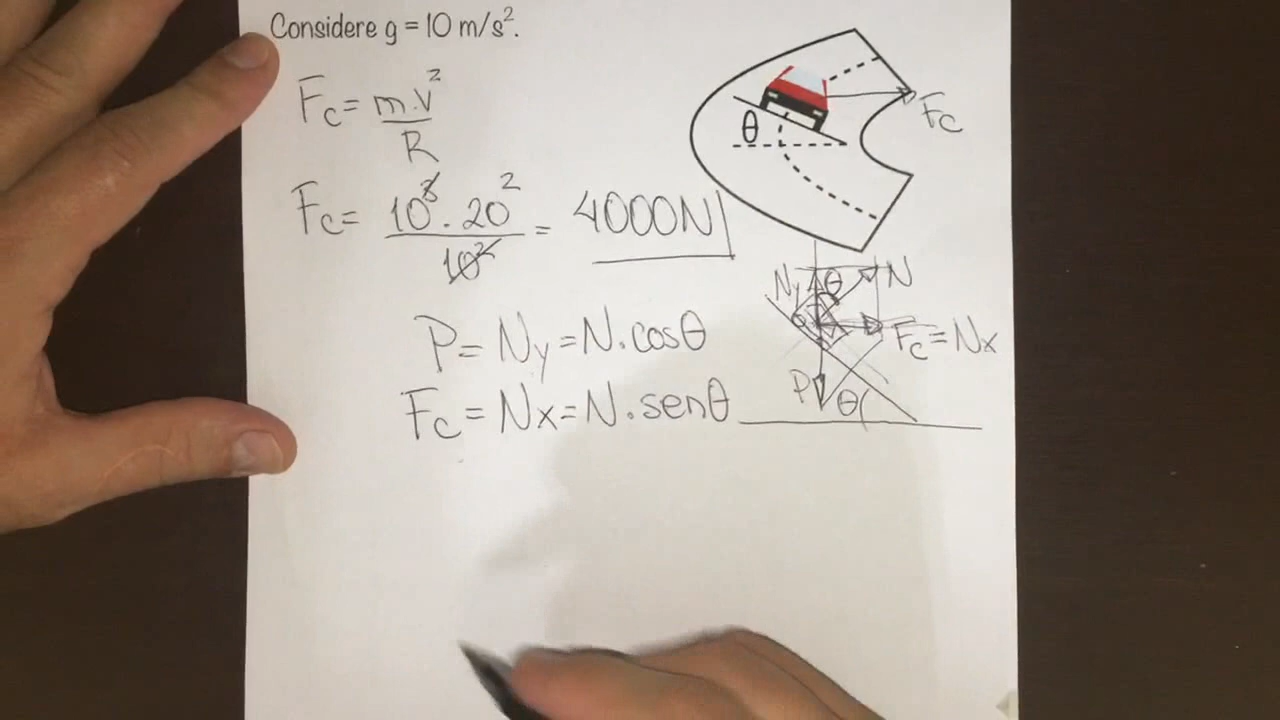 Considere g = 10 m/s².
Fc = m.v²
R
Fc = 10³ . 20² = 4000N
10²
P = Ny = N.cosθ
Fc = Nx = N.senθ
θ
Fc
Ny θ N
Fc = Nx
P θ